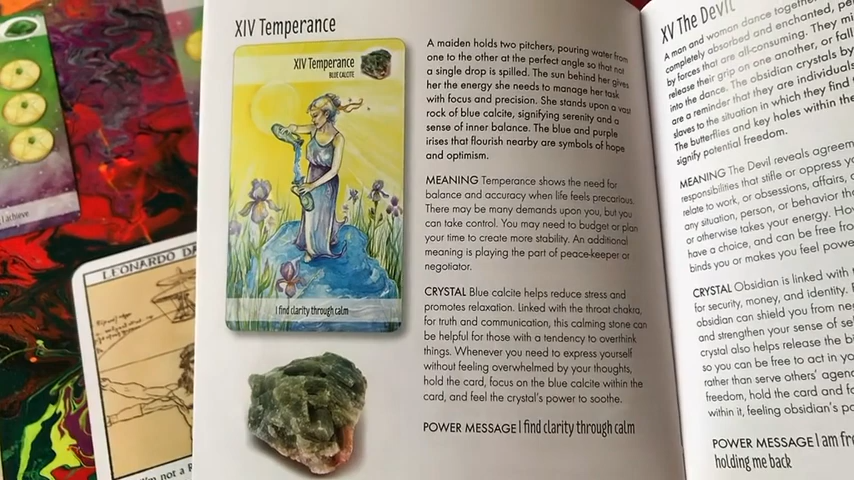 XIV Temperance
XIV Temperance
BLUE CALCITE
I find clarity through calm
A maiden holds two pitchers, pouring water from
one to the other at the perfect angle so that not
a single drop is spilled. The sun behind her gives
her the energy she needs to manage her task
with focus and precision. She stands upon a vast
rock of blue calcite, signifying serenity and a
sense of inner balance. The blue and purple
irises that flourish nearby are symbols of hope
and optimism.
MEANING Temperance shows the need for
balance and accuracy when life feels precarious.
There may be many demands upon you, but you
can take control. You may need to budget or plan
your time to create more stability. An additional
meaning is playing the part of peace-keeper or
negotiator.
CRYSTAL Blue calcite helps reduce stress and
promotes relaxation. Linked with the throat chakra,
for truth and communication, this calming stone can
be helpful for those with a tendency to overthink
things. Whenever you need to express yourself
without feeling overwhelmed by your thoughts,
hold the card, focus on the blue calcite within the
card, and feel the crystal's power to soothe.
POWER MESSAGE I find clarity through calm
XV The Devil
A man and woman dance together
completely absorbed and enchanted,
by forces that are all-consuming. They
release their grip on one another, or fall
into the dance. The obsidian crystals
are a reminder that they are individuals
slaves to the situation in which they find
The butterflies and key holes within the
signify potential freedom.
MEANING The Devil reveals
responsibilities that stifle or oppress
relate to work, or obsessions, affairs,
any situation, person, or behavior
or otherwise takes your energy.
have a choice, and can be free
binds you or makes you feel
CRYSTAL Obsidian is linked with
for security, money, and identity.
obsidian can shield you from
and strengthen your sense of
crystal also helps release the
so you can be free to act in
rather than serve others'
freedom, hold the card and
within it, feeling obsidian's
POWER MESSAGE I am
holding me back
I achieve
LEONARDO
I'm not a